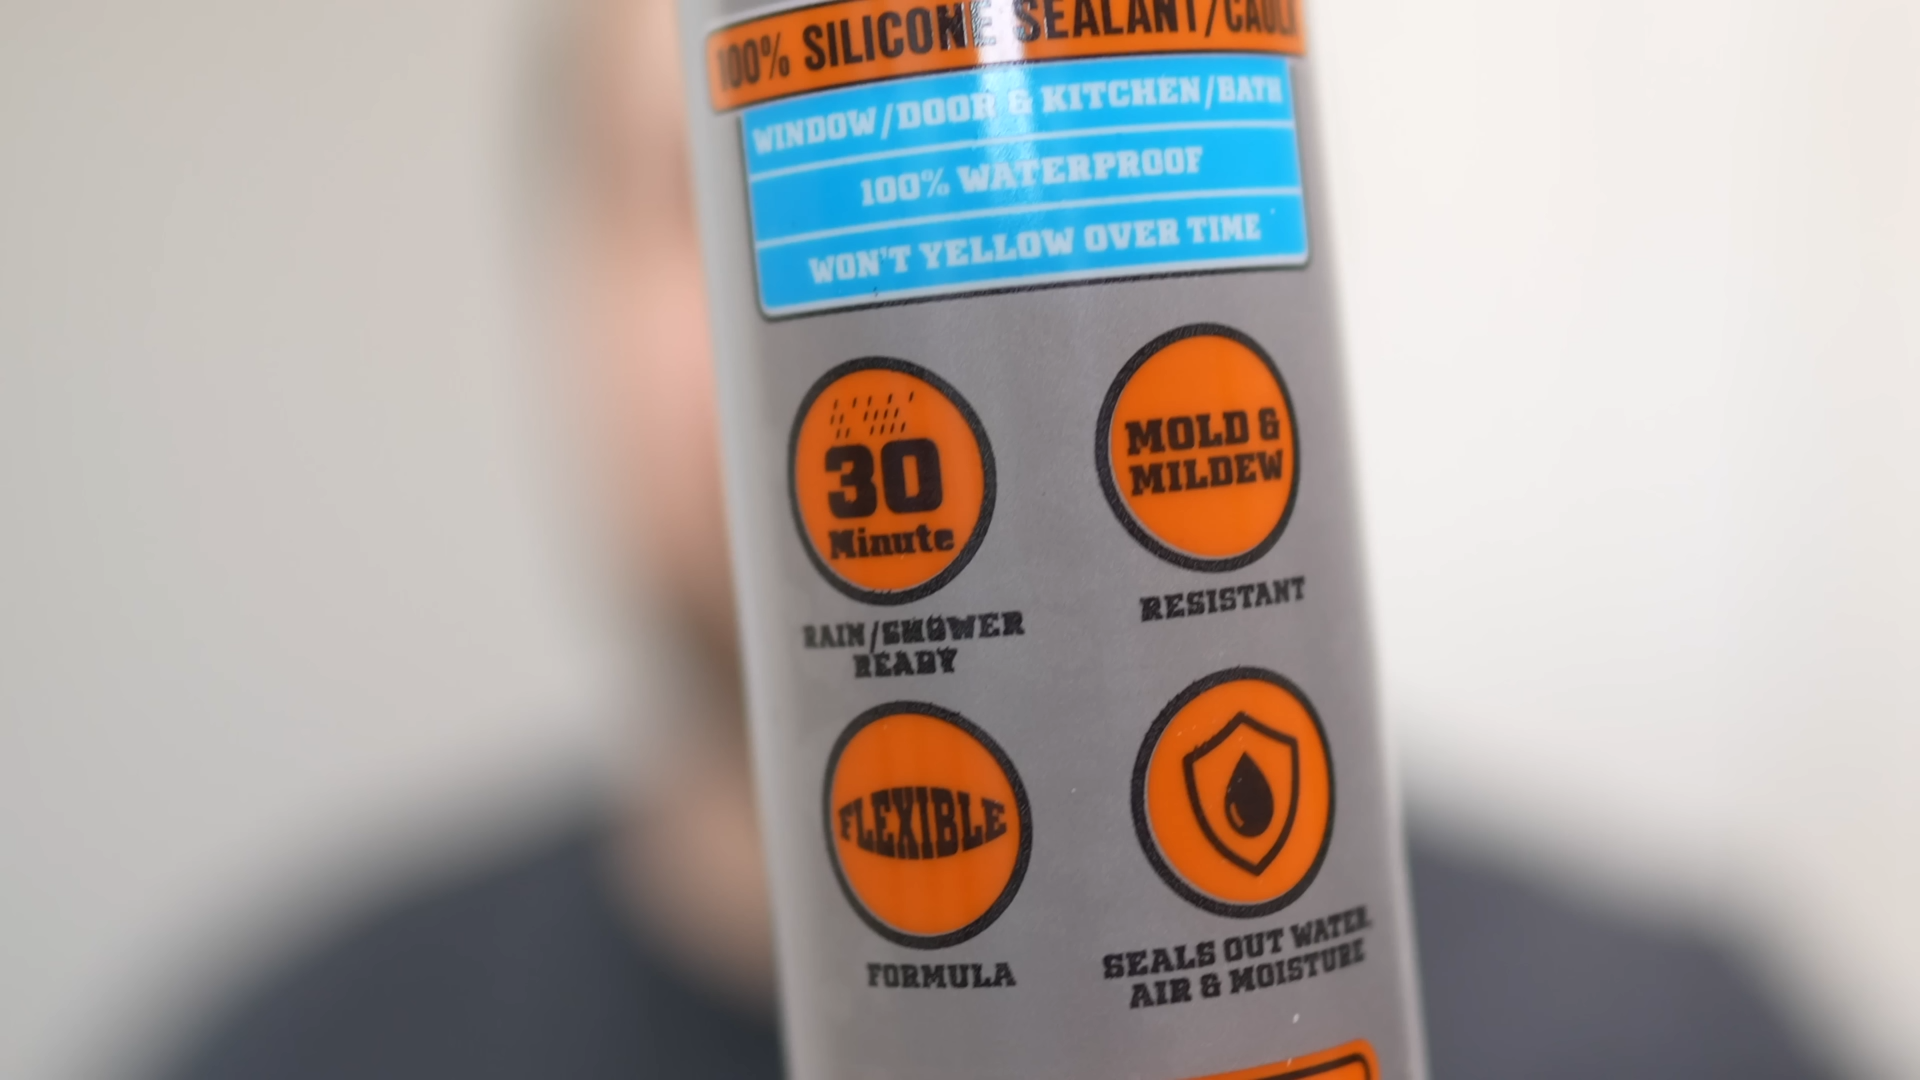 100% SILICONE SEALANT/CAULK
WINDOW/DOOR & KITCHEN/BATH
100% WATERPROOF
WON'T YELLOW OVER TIME
30
Minute
RAIN/SHOWER
READY
MOLD &
MILDEW
RESISTANT
FLEXIBLE
FORMULA
SEALS OUT WATER,
AIR & MOISTURE